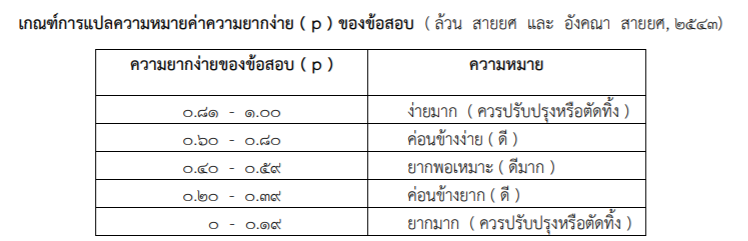 เกณฑ์การแปลความหมายค่าความยากง่าย ( p ) ของข้อสอบ ( ล้วน สายยศ และ อังคณา สายยศ, ๒๕๔๓)
ความยากง่ายของข้อสอบ ( p ) ความหมาย
๐.๘๑ - ๑.๐๐ ง่ายมาก ( ควรปรับปรุงหรือตัดทิ้ง )
๐.๖๐ - ๐.๘๐ ค่อนข้างง่าย ( ดี )
๐.๔๐ - ๐.๕๙ ยากพอเหมาะ ( ดีมาก )
๐.๒๐ - ๐.๓๙ ค่อนข้างยาก ( ดี )
๐ - ๐.๑๙ ยากมาก ( ควรปรับปรุงหรือตัดทิ้ง )